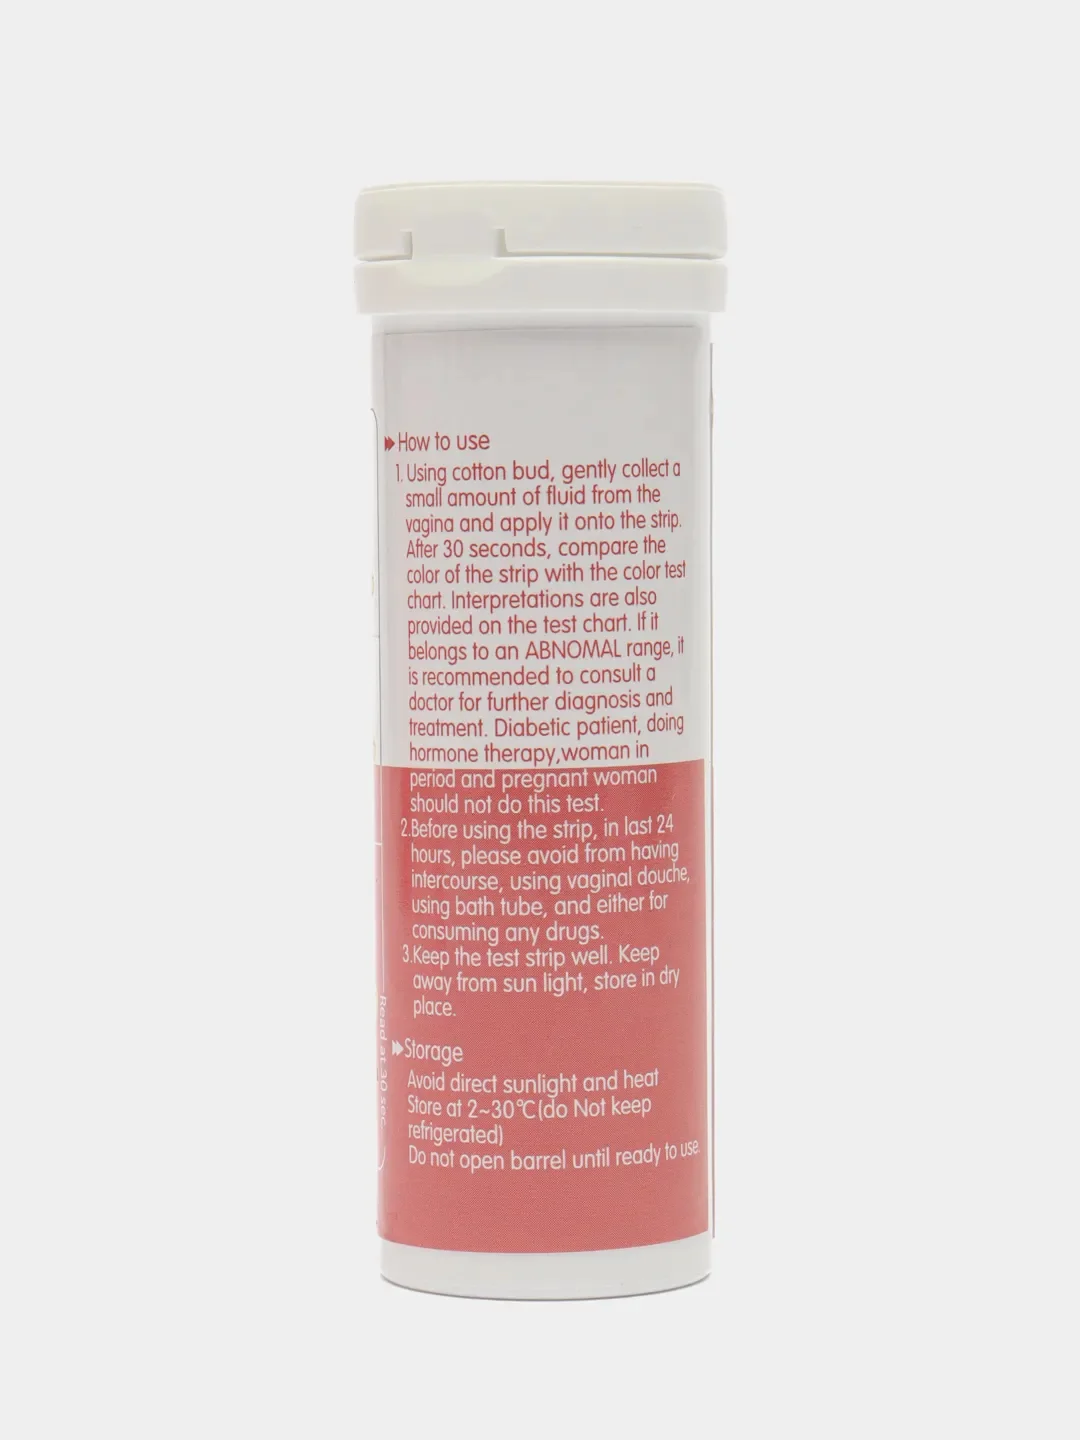 How to use
1. Using cotton bud, gently collect a
small amount of fluid from the
vagina and apply it onto the strip.
After 30 seconds, compare the
color of the strip with the color test
chart. Interpretations are also
provided on the test chart. If it
belongs to an ABNOMAL range, it
is recommended to consult a
doctor for further diagnosis and
treatment. Diabetic patient, doing
hormone therapy,woman in
period and pregnant woman
should not do this test.
2.Before using the strip, in last 24
hours, please avoid from having
intercourse, using vaginal douche,
using bath tube, and either for
consuming any drugs.
3.Keep the test strip well. Keep
away from sun light, store in dry
place.
Storage
Avoid direct sunlight and heat
Store at 2~30℃(do Not keep
refrigerated)
Do not open barrel until ready to use.
Read at 30 sec